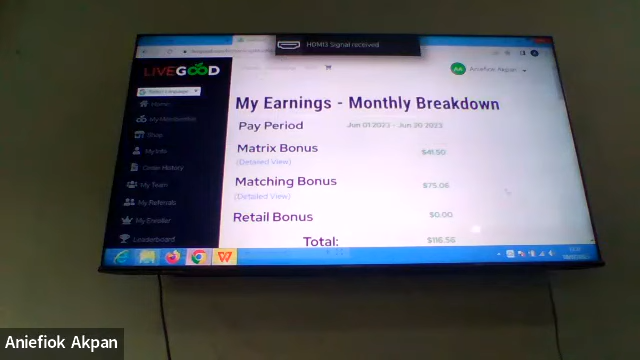 HDMI3 Signal received
LIVEGOOD
Aniefiok Akpan
Select Language
Home
My Membership
Shop
My Info
Order History
My Team
My Referrals
My Enroller
Leaderboard
My Earnings - Monthly Breakdown
Pay Period Jun 01 2023 - Jun 30 2023
Matrix Bonus $41.50
(Detailed View)
Matching Bonus $75.06
(Detailed View)
Retail Bonus $0.00
Total: $116.56
Aniefiok Akpan